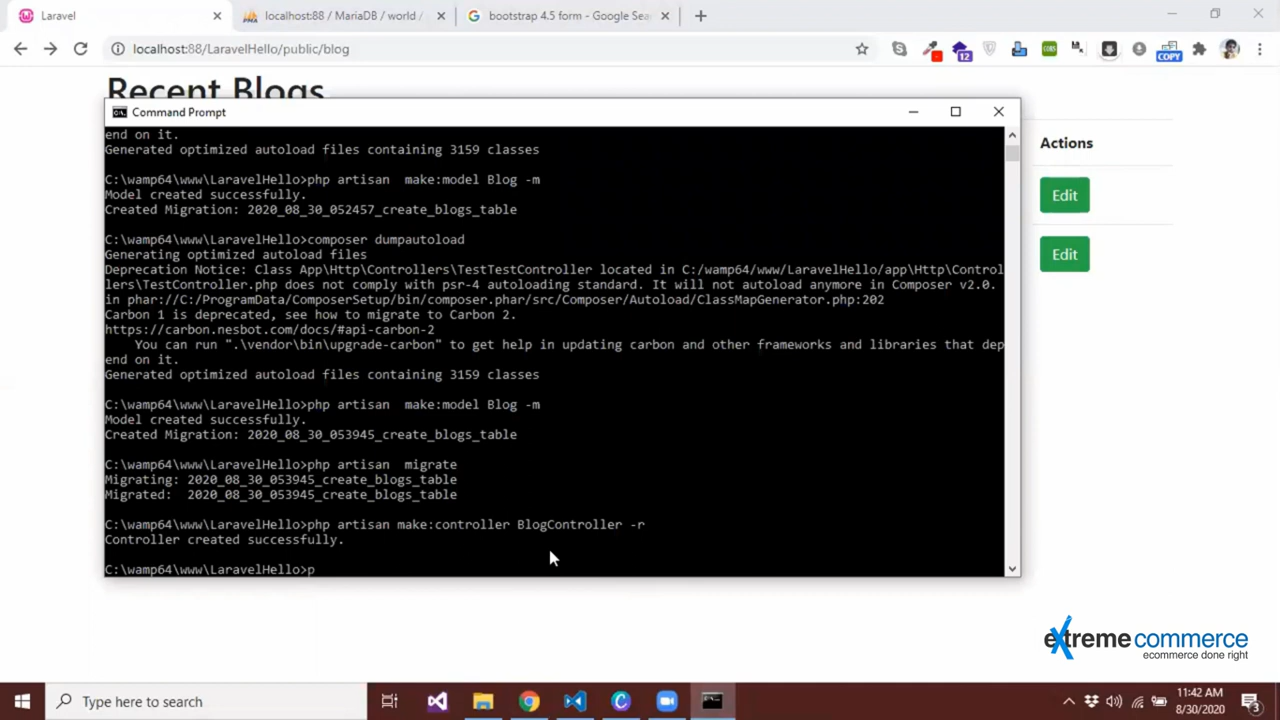 Laravel
localhost:88 / MariaDB / world /
bootstrap 4.5 form - Google Sea
localhost:88/LaravelHello/public/blog
12
COBS
COPY
Recent Blogs
Command Prompt
end on it.
Generated optimized autoload files containing 3159 classes
C:\wamp64\www\LaravelHello>php artisan  make:model Blog -m
Model created successfully.
Created Migration: 2020_08_30_052457_create_blogs_table
C:\wamp64\www\LaravelHello>composer dumpautoload
Generating optimized autoload files
Deprecation Notice: Class App\Http\Controllers\TestTestController located in C:/wamp64/www/LaravelHello/app\Http\Control
lers\TestTestController.php does not comply with psr-4 autoloading standard. It will not autoload anymore in Composer v2.0.
in phar://C:/ProgramData/ComposerSetup/bin/composer.phar/src/Composer/Autoload/ClassMapGenerator.php:202
Carbon 1 is deprecated, see how to migrate to Carbon 2.
https://carbon.nesbot.com/docs/#api-carbon-2
    You can run ".\vendor\bin\upgrade-carbon" to get help in updating carbon and other frameworks and libraries that dep
end on it.
Generated optimized autoload files containing 3159 classes
C:\wamp64\www\LaravelHello>php artisan  make:model Blog -m
Model created successfully.
Created Migration: 2020_08_30_053945_create_blogs_table
C:\wamp64\www\LaravelHello>php artisan  migrate
Migrating: 2020_08_30_053945_create_blogs_table
Migrated:  2020_08_30_053945_create_blogs_table
C:\wamp64\www\LaravelHello>php artisan make:controller BlogController -r
Controller created successfully.
C:\wamp64\www\LaravelHello>p
Actions
Edit
Edit
extreme commerce
ecommerce done right
Type here to search
11:42 AM
8/30/2020
3